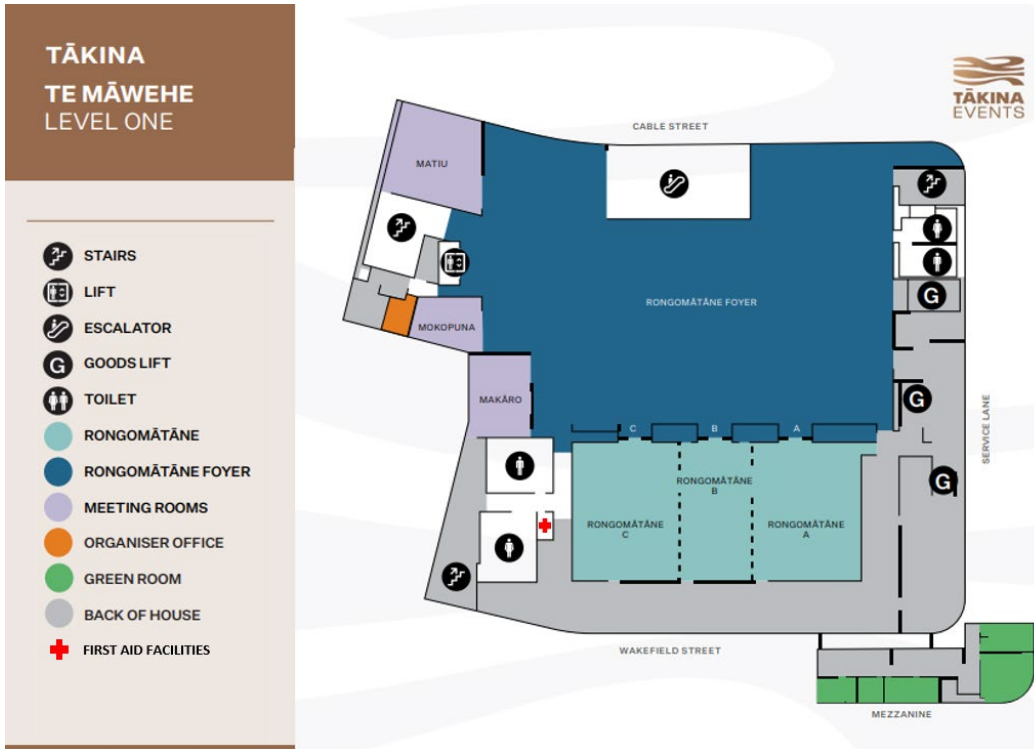 TĀKINA
TE MĀWEHE
LEVEL ONE
STAIRS
LIFT
ESCALATOR
G
GOODS LIFT
TOILET
RONGOMĀTĀNE
RONGOMĀTĀNE FOYER
MEETING ROOMS
ORGANISER OFFICE
GREEN ROOM
BACK OF HOUSE
FIRST AID FACILITIES
TĀKINA
EVENTS
CABLE STREET
MATIU
RONGOMĀTĀNE FOYER
G
MOKOPUNA
MAKĀRO
G
SERVICE LANE
C
B
A
G
RONGOMĀTĀNE
B
RONGOMĀTĀNE
C
RONGOMĀTĀNE
A
WAKEFIELD STREET
MEZZANINE